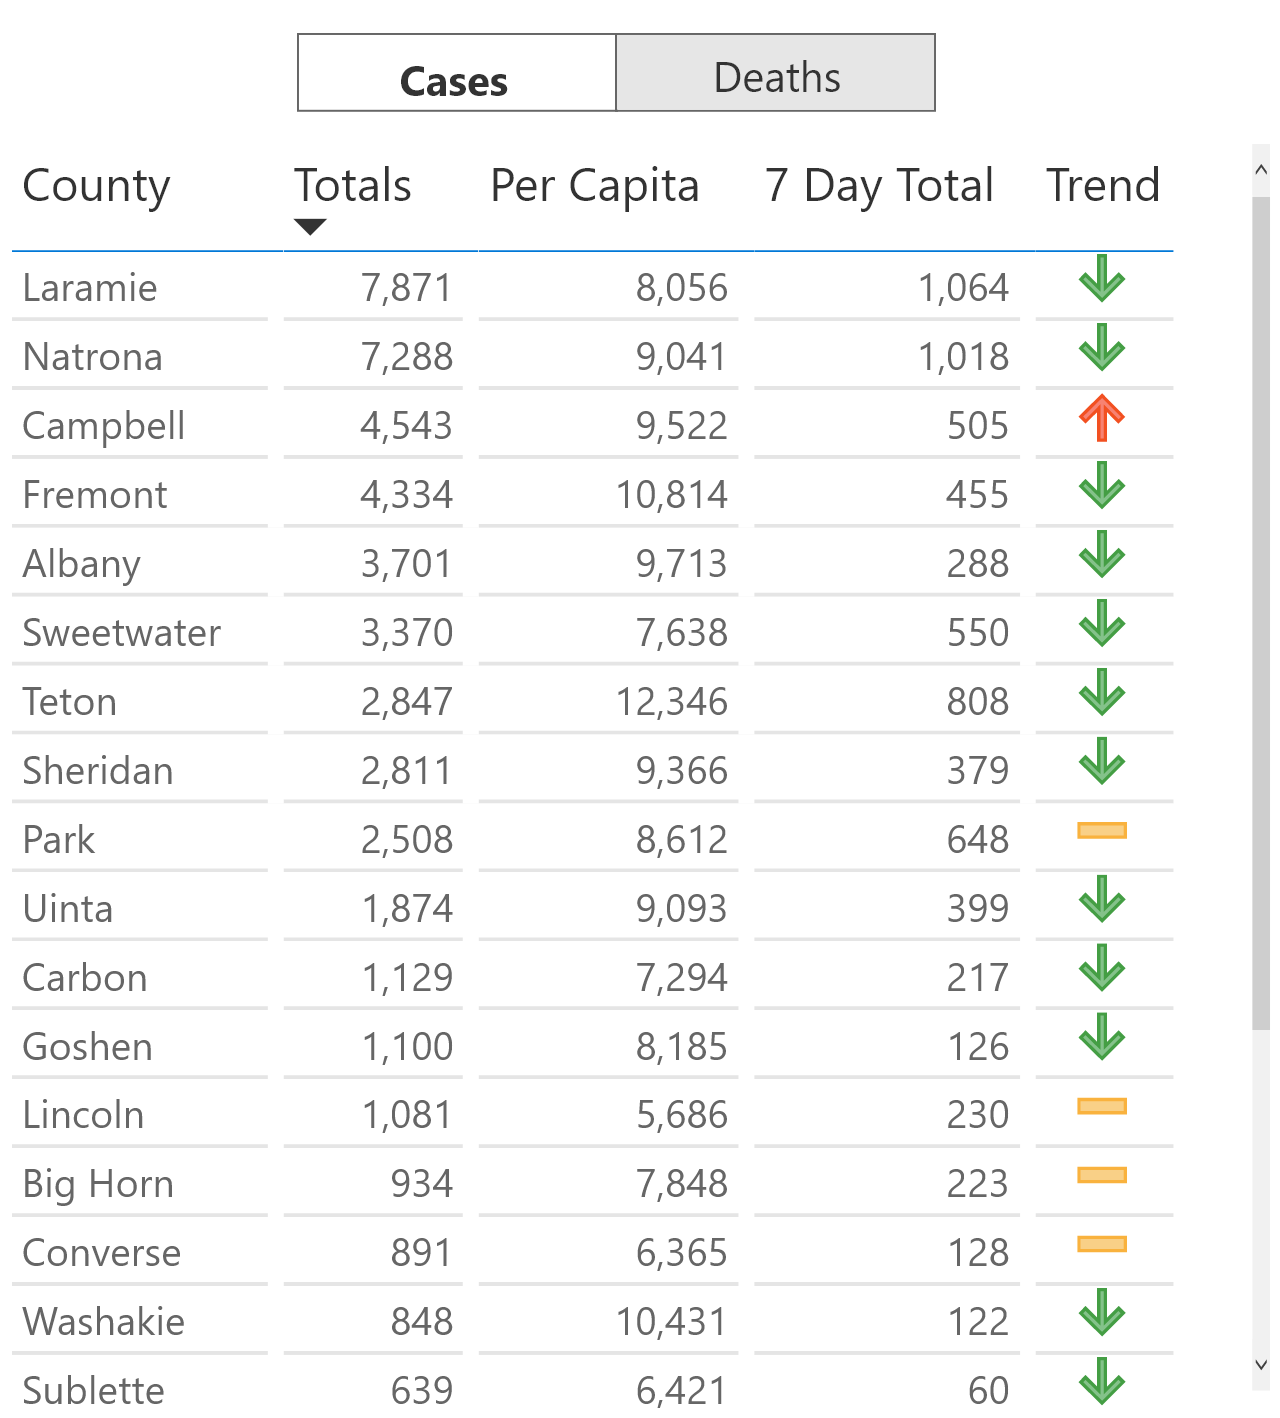 Cases Deaths
County Totals Per Capita 7 Day Total Trend
Laramie 7,871 8,056 1,064
Natrona 7,288 9,041 1,018
Campbell 4,543 9,522 505
Fremont 4,334 10,814 455
Albany 3,701 9,713 288
Sweetwater 3,370 7,638 550
Teton 2,847 12,346 808
Sheridan 2,811 9,366 379
Park 2,508 8,612 648
Uinta 1,874 9,093 399
Carbon 1,129 7,294 217
Goshen 1,100 8,185 126
Lincoln 1,081 5,686 230
Big Horn 934 7,848 223
Converse 891 6,365 128
Washakie 848 10,431 122
Sublette 639 6,421 60